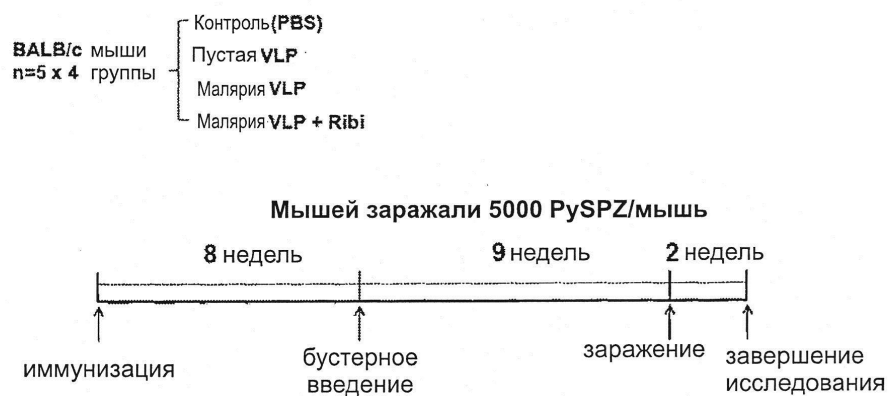 Контроль (PBS)
BALB/c мыши
n=5 x 4 группы
Пустая VLP
Малярия VLP
Малярия VLP + Ribi
Мышей заражали 5000 PySPZ/мышь
8 недель
9 недель
2 недель
иммунизация
бустерное
введение
заражение
завершение
исследования